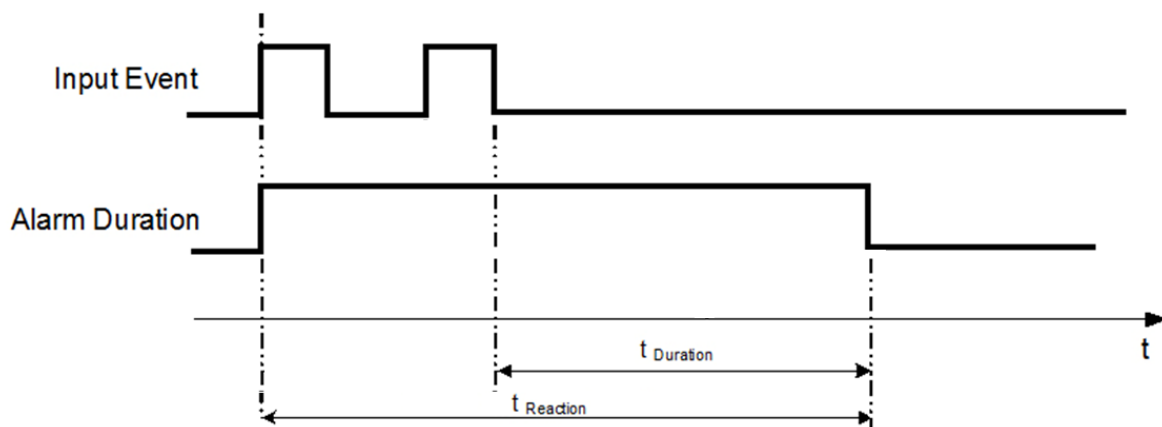 Input Event
Alarm Duration
t
t Duration
t Reaction